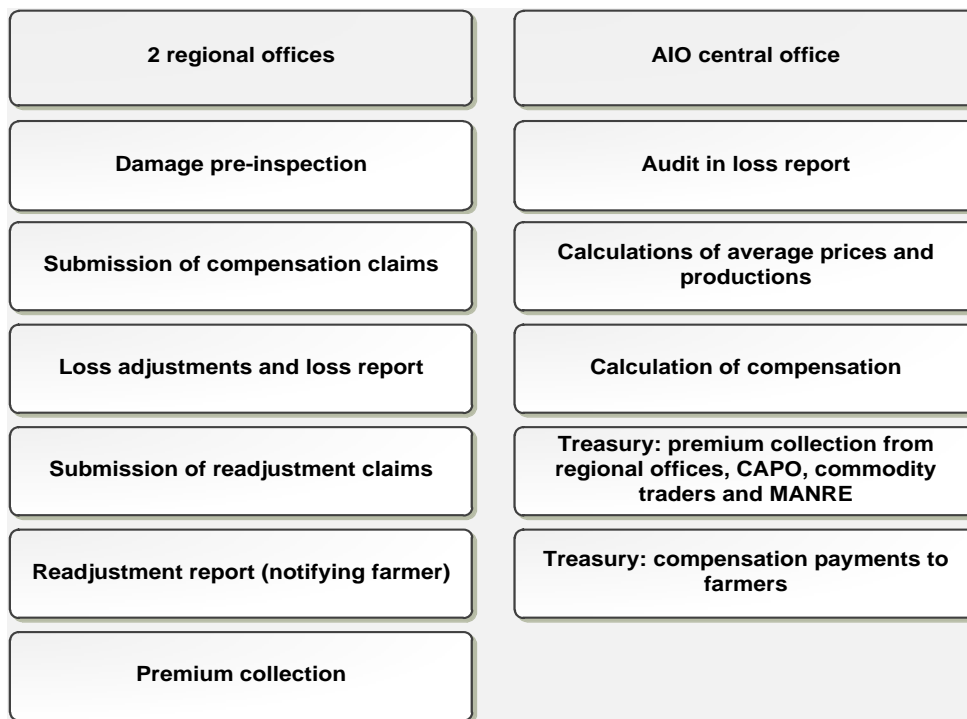 2 regional offices
Damage pre-inspection
Submission of compensation claims
Loss adjustments and loss report
Submission of readjustment claims
Readjustment report (notifying farmer)
Premium collection
AIO central office
Audit in loss report
Calculations of average prices and
productions
Calculation of compensation
Treasury: premium collection from
regional offices, CAPO, commodity
traders and MANRE
Treasury: compensation payments to
farmers